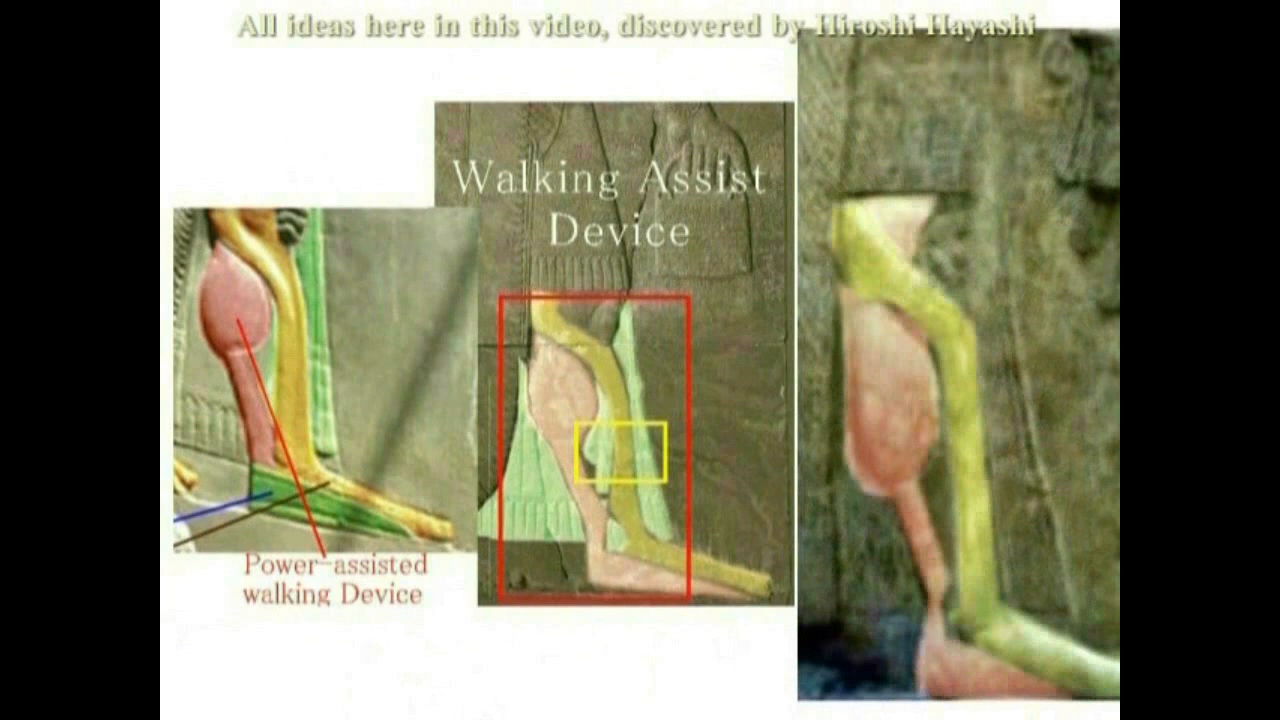 All ideas here in this video, discovered by Hiroshi Hayashi
Walking Assist
Device
Power-assisted
walking Device